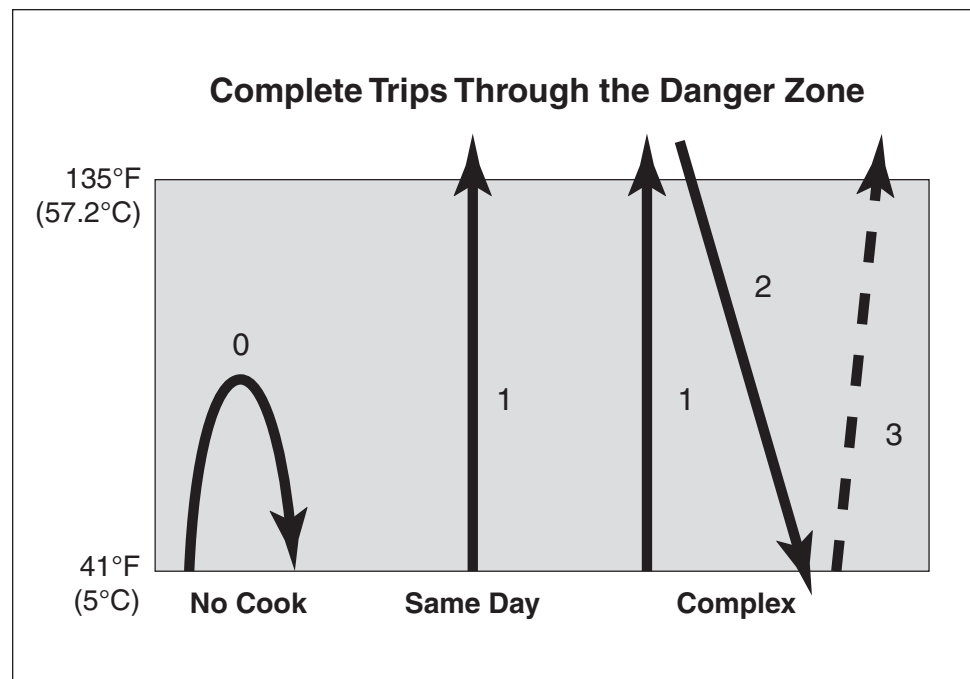 Complete Trips Through the Danger Zone
135°F
(57.2°C)
2
0
1
1
3
41°F
(5°C)
No Cook
Same Day
Complex